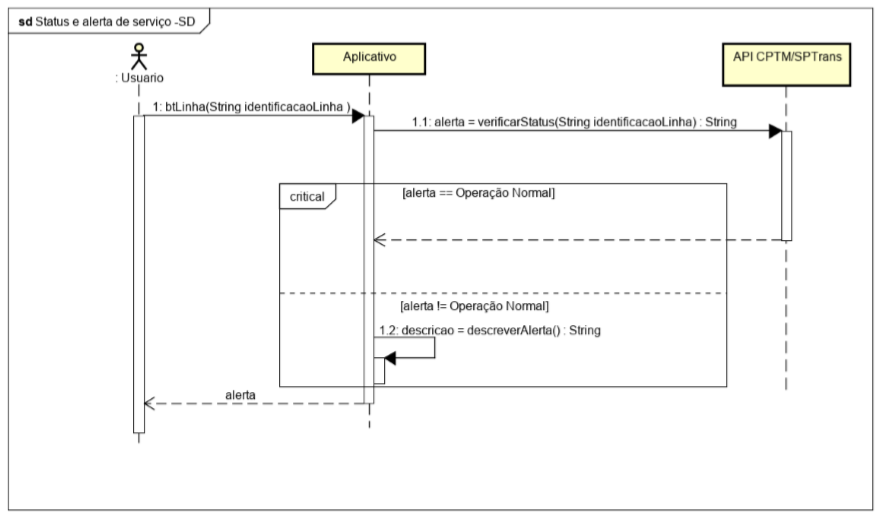 sd Status e alerta de serviço -SD
: Usuario
Aplicativo
API CPTM/SPTrans
1: btLinha(String identificacaoLinha )
1.1: alerta = verificarStatus(String identificacaoLinha) : String
critical
[alerta == Operação Normal]
[alerta != Operação Normal]
1.2: descricao = descreverAlerta() : String
alerta